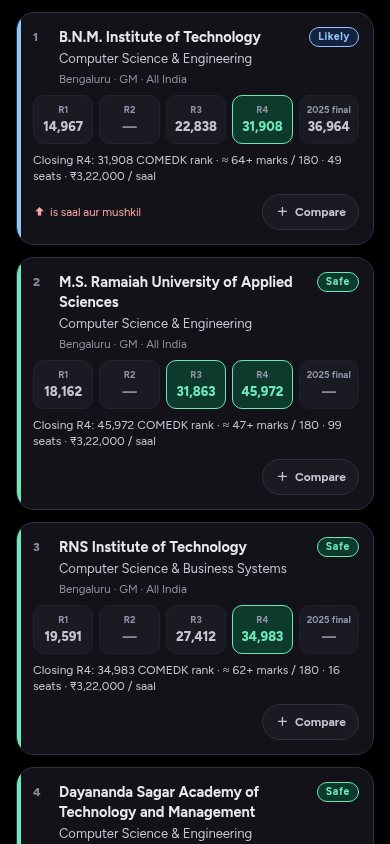 1 B.N.M. Institute of Technology Likely
Computer Science & Engineering
Bengaluru · GM · All India
R1 R2 R3 R4 2025 final
14,967 — 22,838 31,908 36,964
Closing R4: 31,908 COMEDK rank · ≈ 64+ marks / 180 · 49
seats · ₹3,22,000 / saal
⬆ is saal aur mushkil + Compare
2 M.S. Ramaiah University of Applied Safe
Sciences
Computer Science & Engineering
Bengaluru · GM · All India
R1 R2 R3 R4 2025 final
18,162 — 31,863 45,972 —
Closing R4: 45,972 COMEDK rank · ≈ 47+ marks / 180 · 99
seats · ₹3,22,000 / saal
+ Compare
3 RNS Institute of Technology Safe
Computer Science & Business Systems
Bengaluru · GM · All India
R1 R2 R3 R4 2025 final
19,591 — 27,412 34,983 —
Closing R4: 34,983 COMEDK rank · ≈ 62+ marks / 180 · 16
seats · ₹3,22,000 / saal
+ Compare
4 Dayananda Sagar Academy of Safe
Technology and Management
Computer Science & Engineering